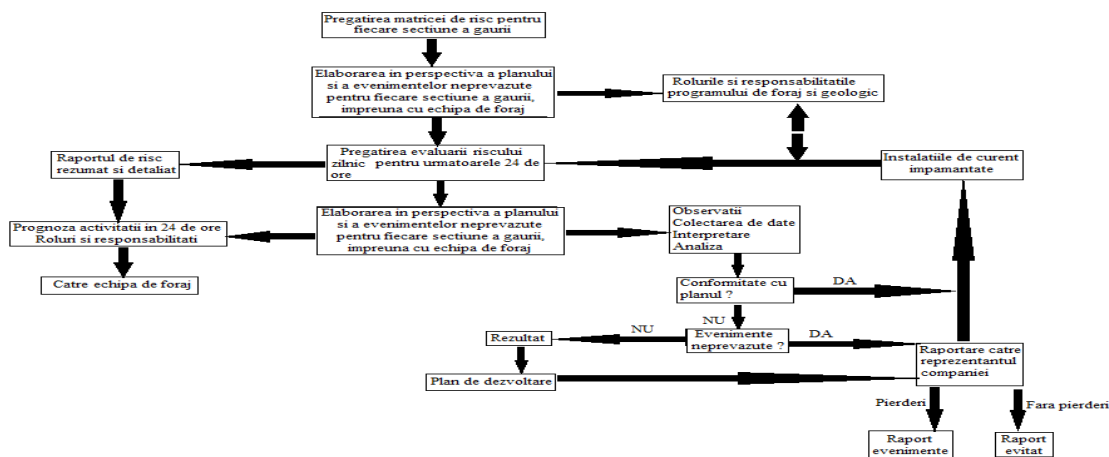 Pregatirea matricei de risc pentru
fiecare sectiune a gaurii
Elaborarea in perspectiva a planului
si a evenimentelor neprevazute
pentru fiecare sectiune a gaurii,
impreuna cu echipa de foraj
Rolurile si responsabilitatile
programului de foraj si geologic
Raportul de risc
rezumat si detaliat
Pregatirea evaluarii riscului
zilnic pentru urmatoarele 24 de
ore
Instalatiile de curent
impamantate
Prognoza activitatii in 24 de ore
Roluri si responsabilitati
Elaborarea in perspectiva a planului
si a evenimentelor neprevazute
pentru fiecare sectiune a gaurii,
impreuna cu echipa de foraj
Observatii
Colectarea de date
Interpretare
Analiza
Catre echipa de foraj
Conformitate cu
planul ?
DA
NU
Rezultat
NU
Evenimente
neprevazute ?
DA
Raportare catre
reprezentantul
companiei
Plan de dezvoltare
Pierderi
Fara pierderi
Raport
evenimente
Raport
evitat